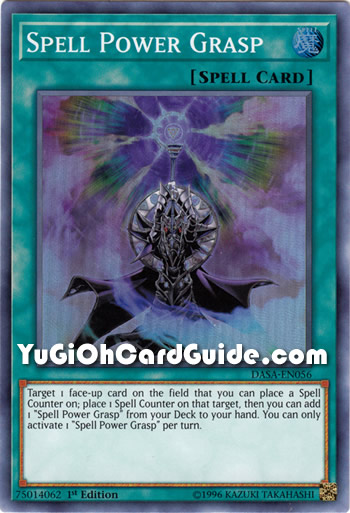 SPELL POWER GRASP
[SPELL CARD]
YuGiOhCardGuide.com
DASA-EN056
Target 1 face-up card on the field that you can place a Spell
Counter on; place 1 Spell Counter on that target, then you can add
1 "Spell Power Grasp" from your Deck to your hand. You can only
activate 1 "Spell Power Grasp" per turn.
75014062 1st Edition ©1996 KAZUKI TAKAHASHI